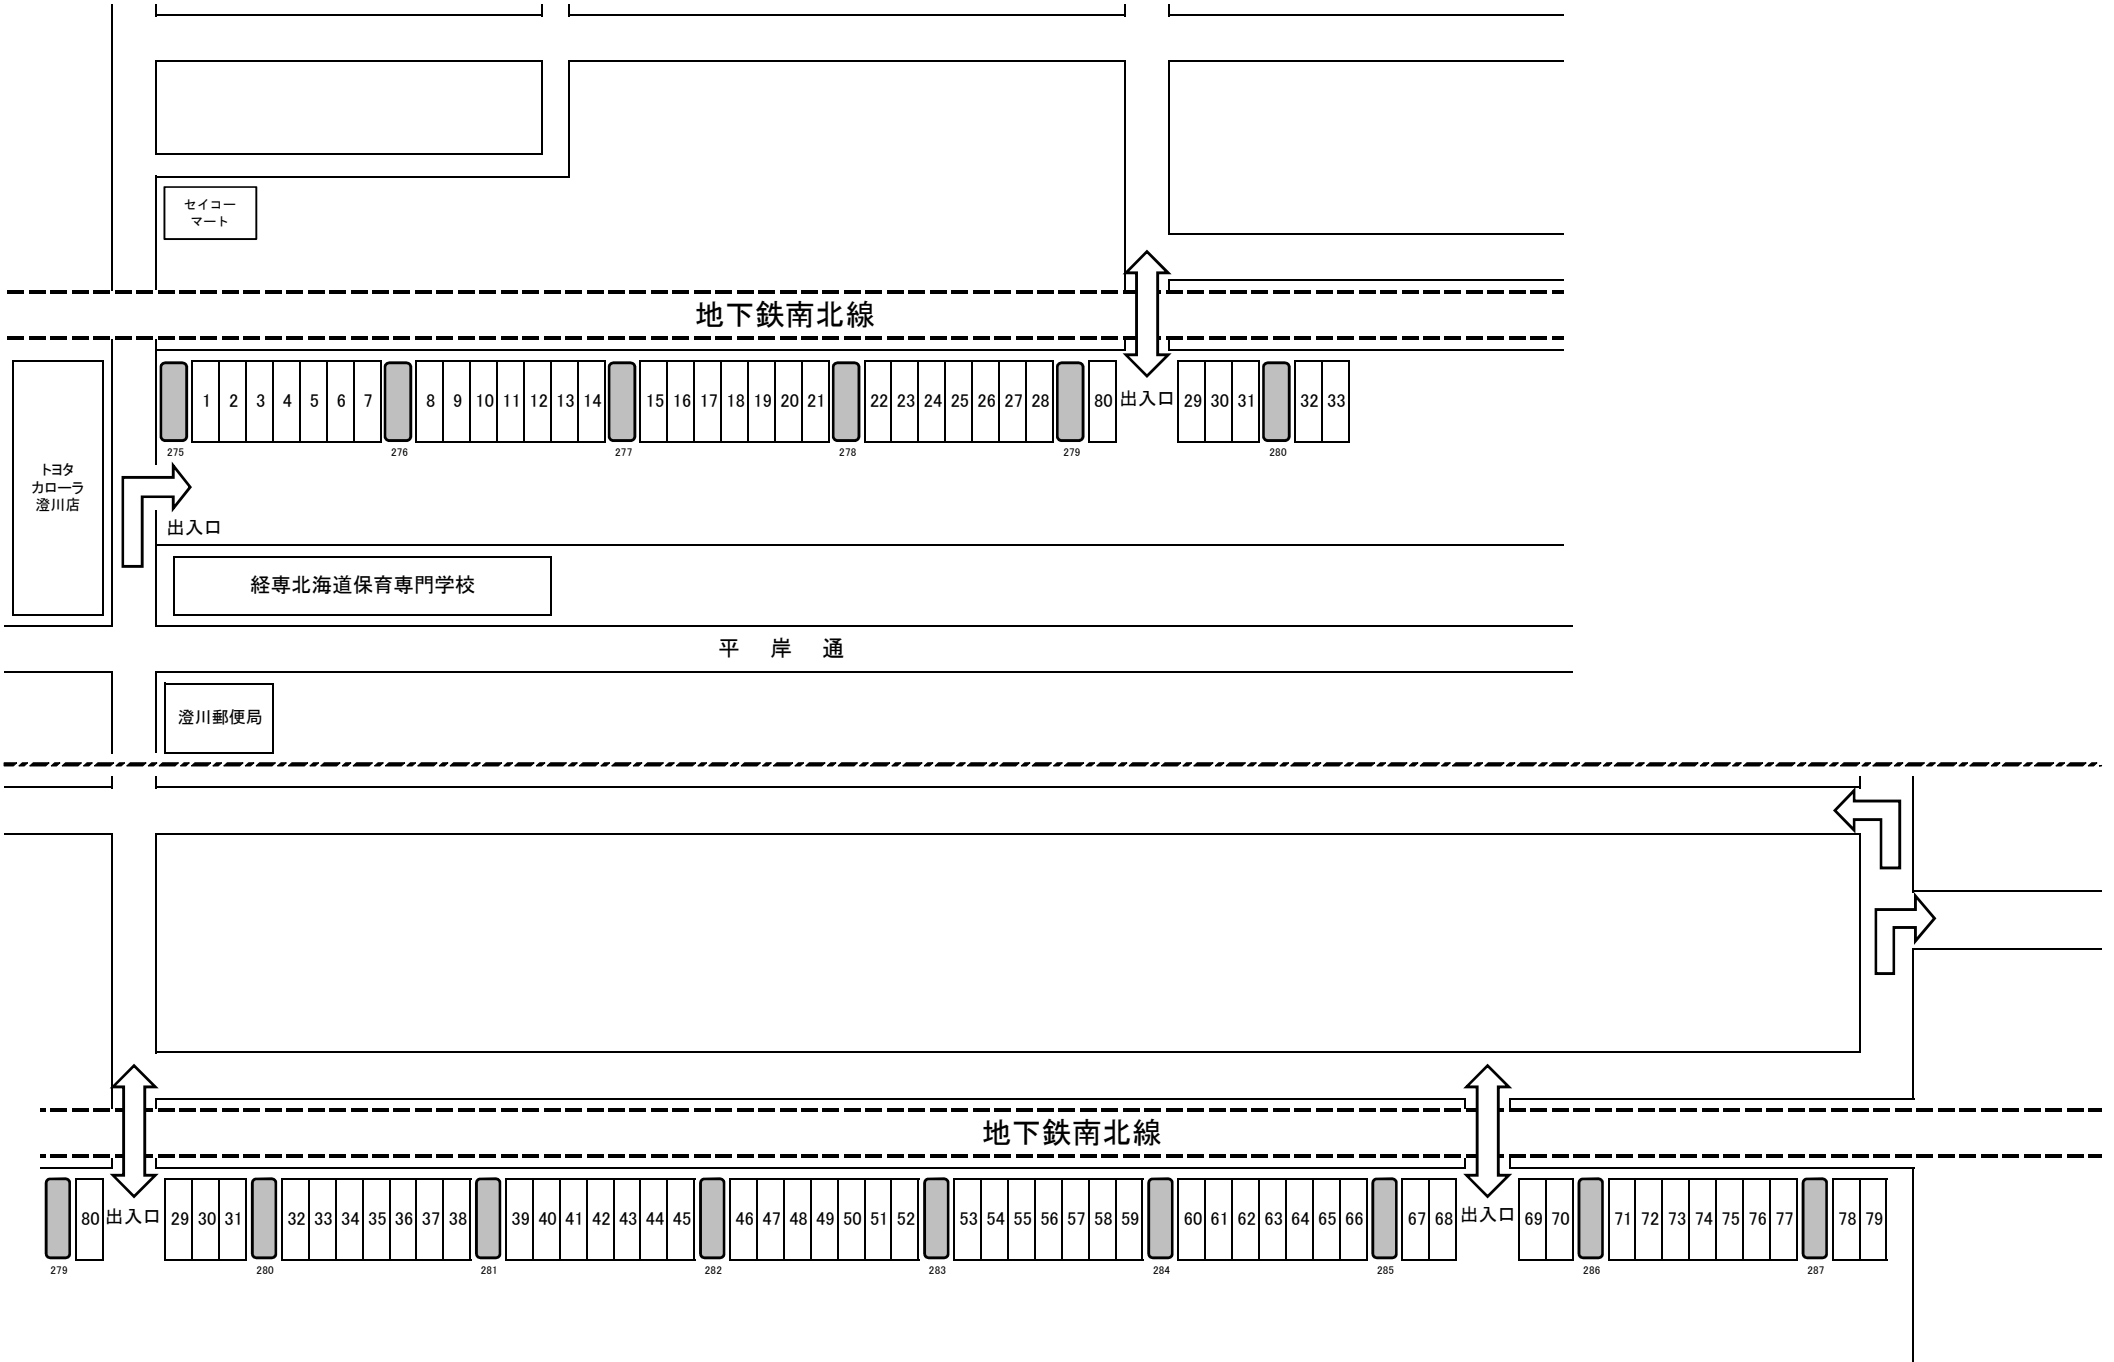 セイコー
マート
地下鉄南北線
1 2 3 4 5 6 7 8 9 10 11 12 13 14 15 16 17 18 19 20 21 22 23 24 25 26 27 28 80 出入口 29 30 31 32 33
275 276 277 278 279 280
トヨタ
カローラ
澄川店
出入口
経専北海道保育専門学校
平 岸 通
澄川郵便局
地下鉄南北線
80 出入口 29 30 31 32 33 34 35 36 37 38 39 40 41 42 43 44 45 46 47 48 49 50 51 52 53 54 55 56 57 58 59 60 61 62 63 64 65 66 67 68 出入口 69 70 71 72 73 74 75 76 77 78 79
279 280 281 282 283 284 285 286 287